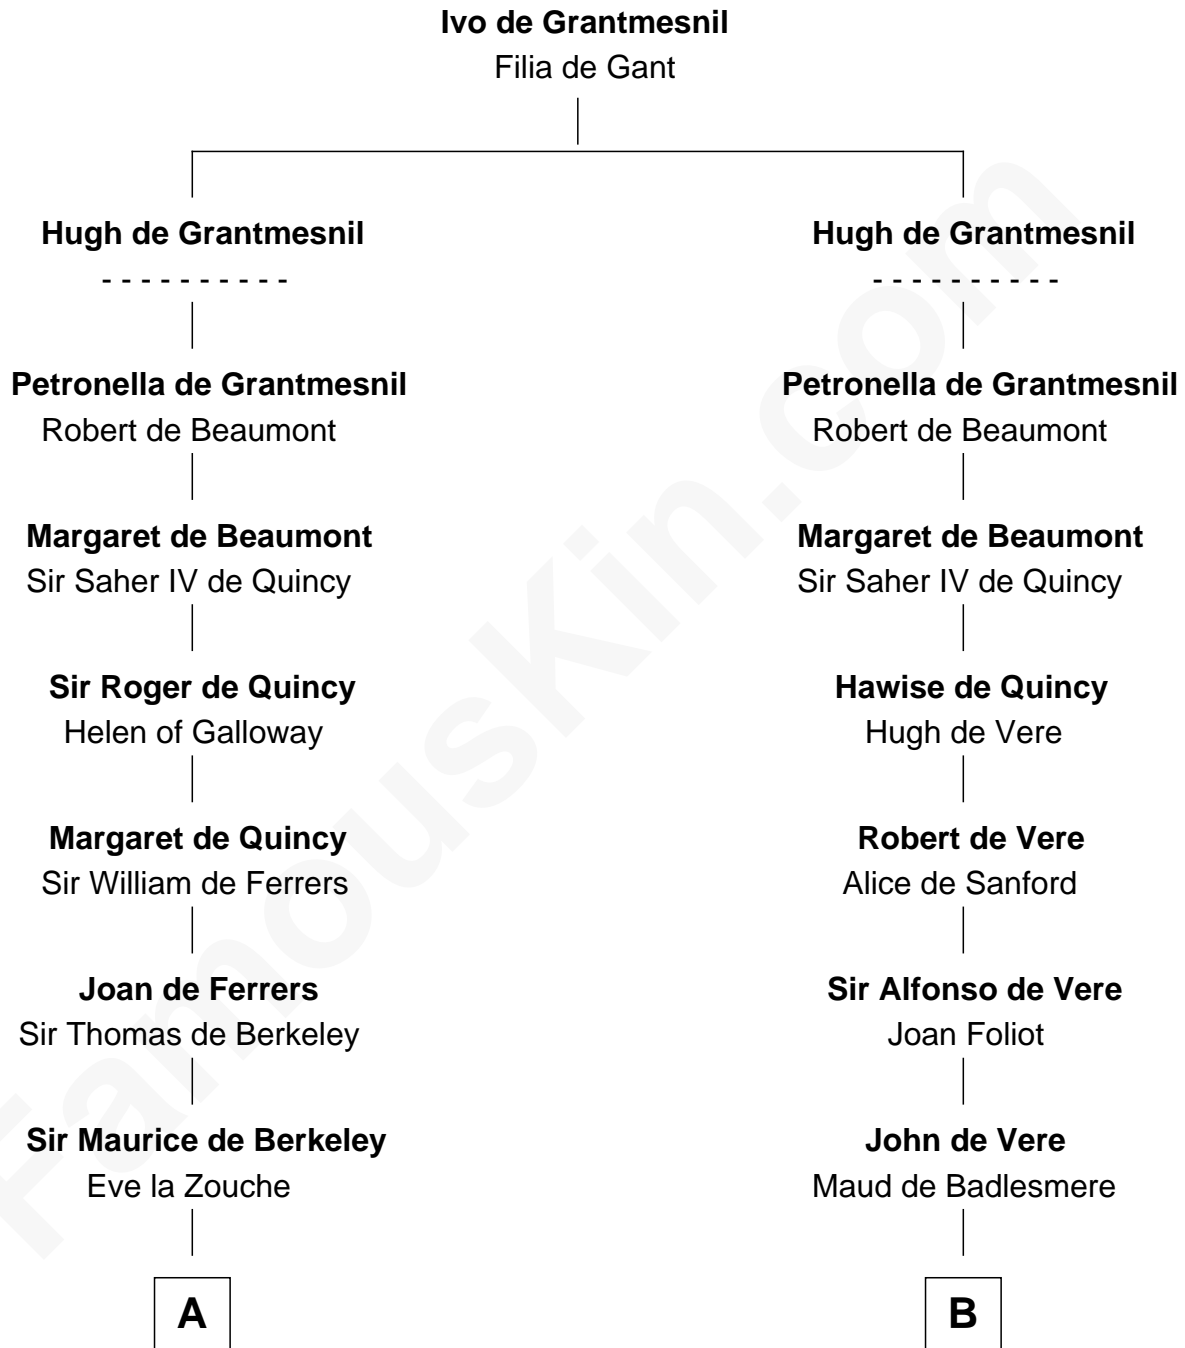 Ivo de Grantmesnil
Filia de Gant
Hugh de Grantmesnil
Hugh de Grantmesnil
- - - - - - - - - -
- - - - - - - - - -
Petronella de Grantmesnil
Petronella de Grantmesnil
Robert de Beaumont
Robert de Beaumont
Margaret de Beaumont
Margaret de Beaumont
Sir Saher IV de Quincy
Sir Saher IV de Quincy
Sir Roger de Quincy
Hawise de Quincy
Helen of Galloway
Hugh de Vere
Margaret de Quincy
Robert de Vere
Sir William de Ferrers
Alice de Sanford
Joan de Ferrers
Sir Alfonso de Vere
Sir Thomas de Berkeley
Joan Foliot
Sir Maurice de Berkeley
John de Vere
Eve la Zouche
Maud de Badlesmere
A
B
FamousKin.com